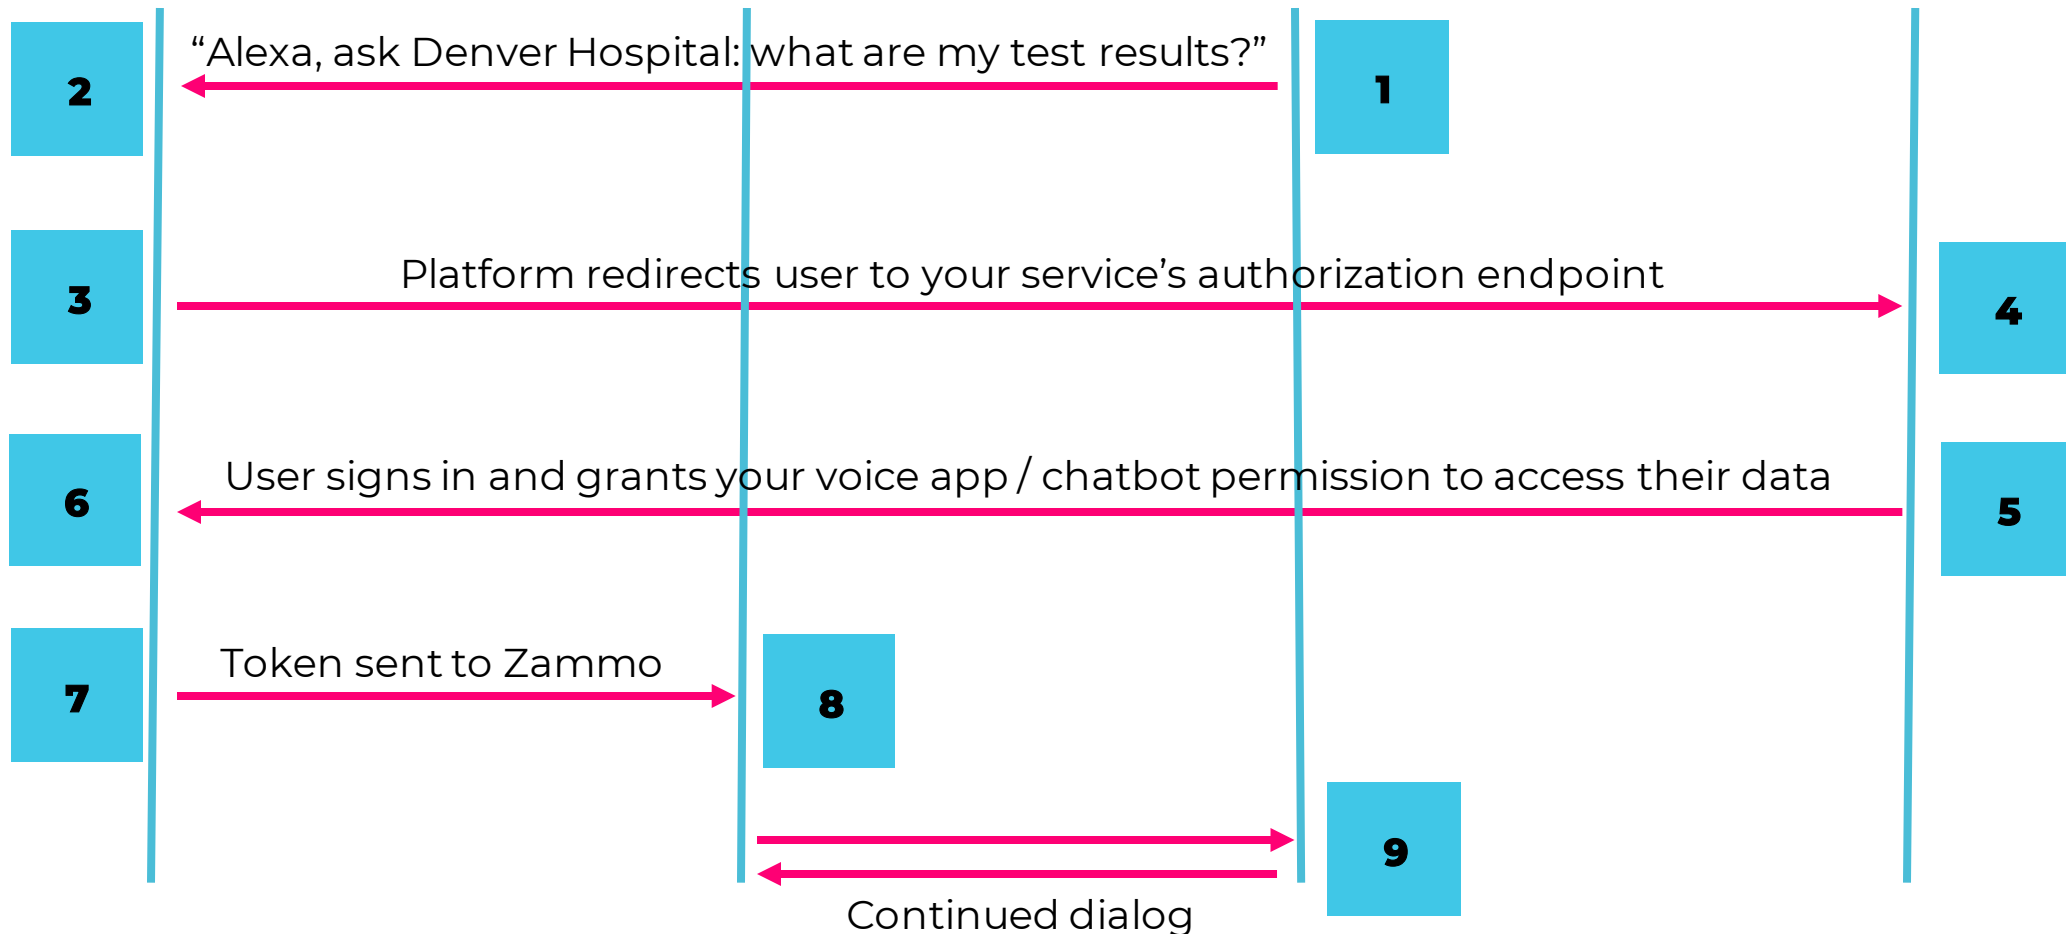 “Alexa, ask Denver Hospital: what are my test results?”
2
1
Platform redirects user to your service’s authorization endpoint
3
4
User signs in and grants your voice app / chatbot permission to access their data
6
5
Token sent to Zammo
7
8
9
Continued dialog